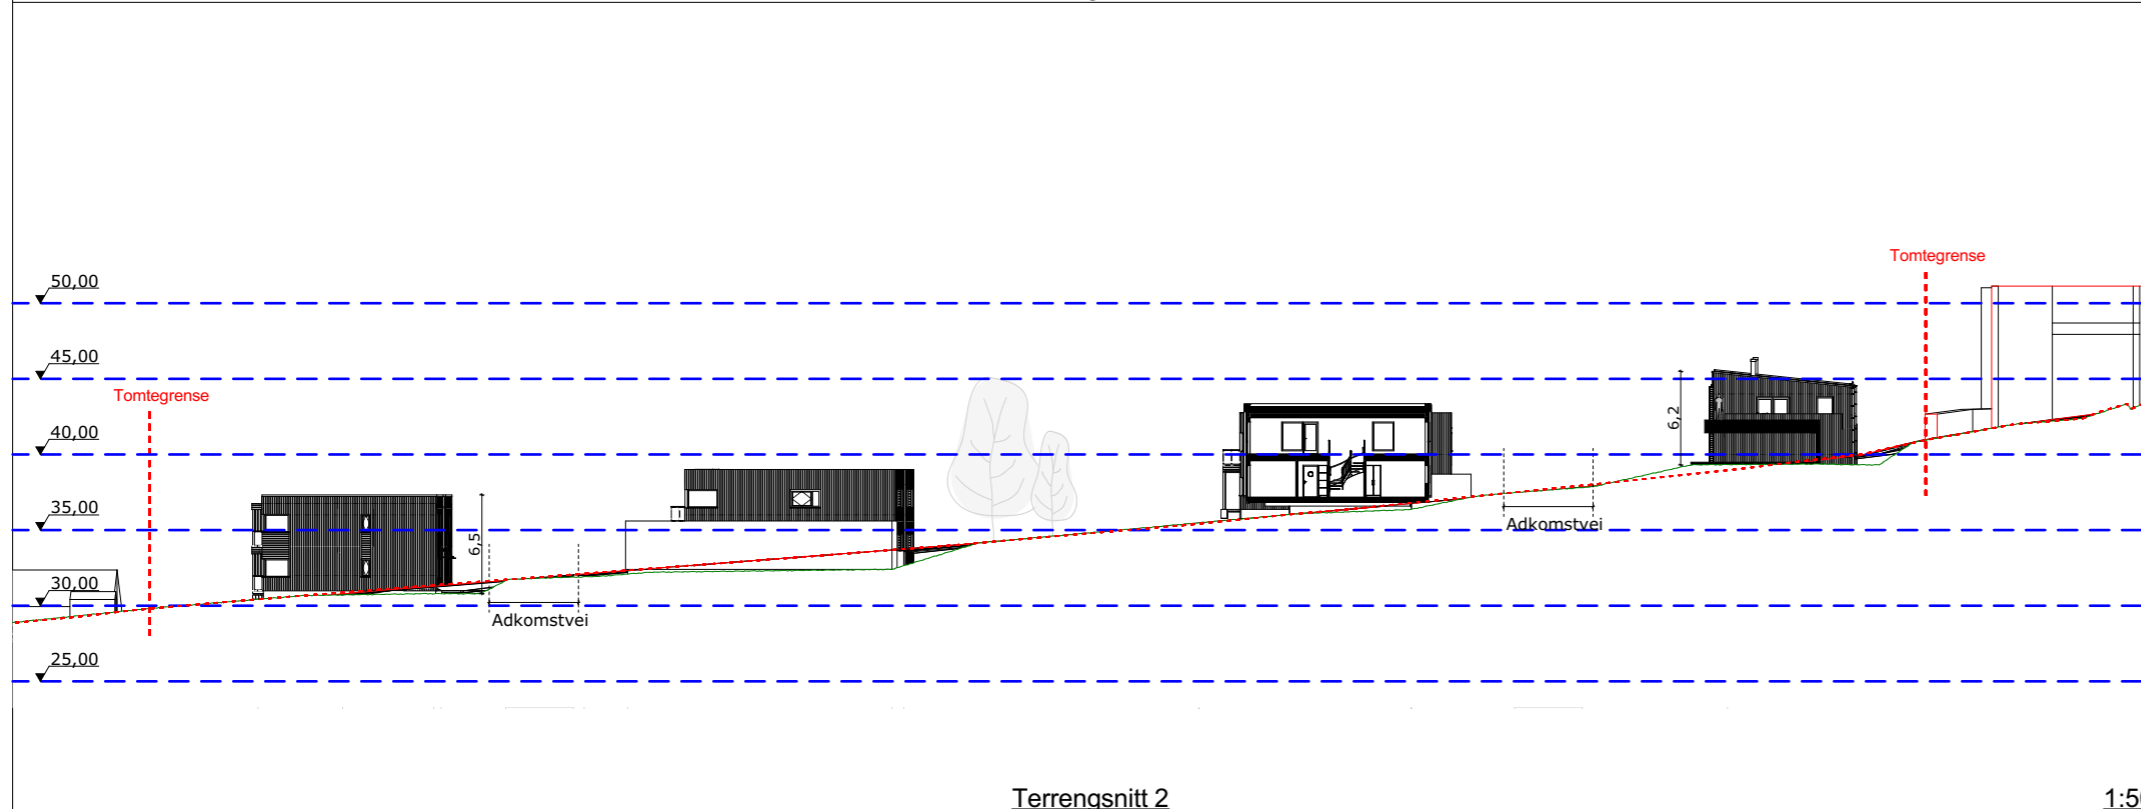 50,00
Tomtegrense
45,00
Tomtegrense
40,00
6,2
35,00
6,5
Adkomstvei
30,00
Adkomstvei
25,00
Terrengsnitt 2